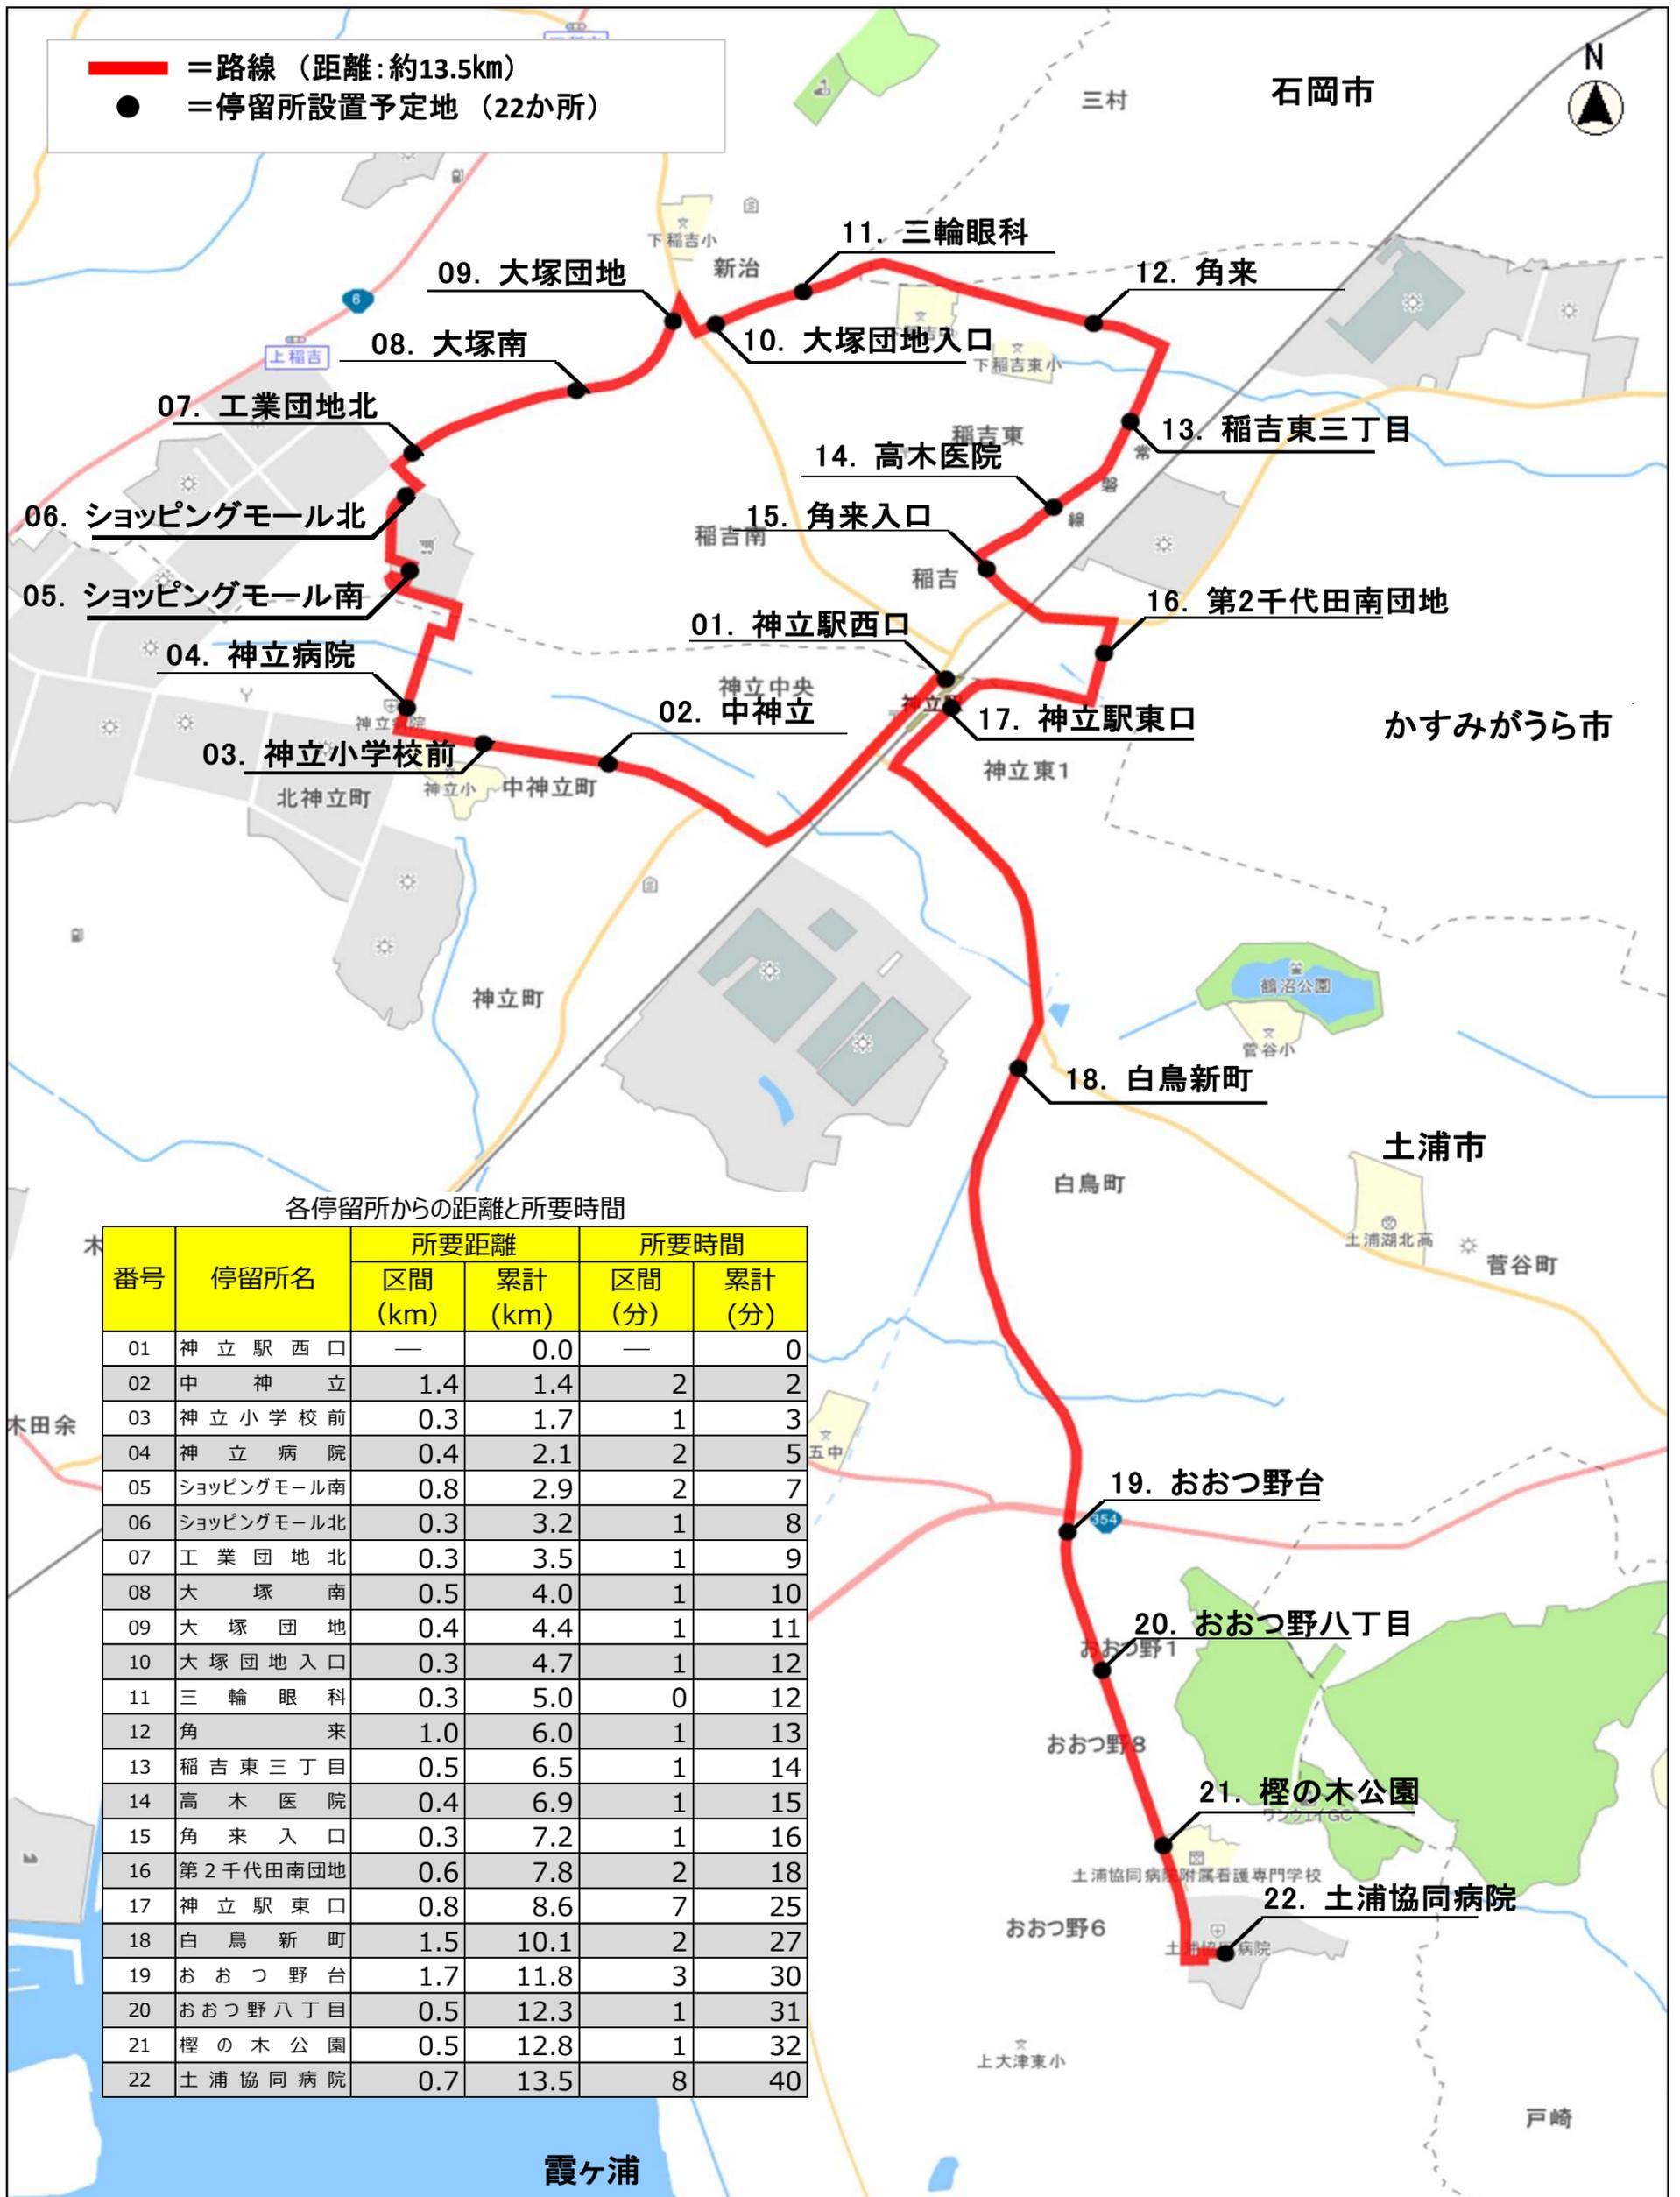 ＝路線 （距離：約13.5㎞）
●　＝停留所設置予定地 （22か所）
N
石岡市
三村
6
上稲吉
下稲吉小
新治
11. 三輪眼科
09. 大塚団地
12. 角来
08. 大塚南
10. 大塚団地入口
下稲吉東小
07. 工業団地北
稲吉東
13. 稲吉東三丁目
常
磐
線
14. 高木医院
06. ショッピングモール北
15. 角来入口
稲吉南
稲吉
05. ショッピングモール南
16. 第2千代田南団地
01. 神立駅西口
04. 神立病院
神立中央
02. 中神立
神立病院
17. 神立駅東口
かすみがうら市
03. 神立小学校前
神立東1
神立小
中神立町
北神立町
神立町
鶴沼公園
菅谷小
18. 白鳥新町
土浦市
白鳥町
土浦湖北高
菅谷町
各停留所からの距離と所要時間
番号 停留所名 所要距離 所要時間
区間（km） 累計(km) 区間（分） 累計(分)
01 神立駅西口 ― 0.0 ― 0
02 中神立 1.4 1.4 2 2
03 神立小学校前 0.3 1.7 1 3
04 神立病院 0.4 2.1 2 5
05 ショッピングモール南 0.8 2.9 2 7
06 ショッピングモール北 0.3 3.2 1 8
07 工業団地北 0.3 3.5 1 9
08 大塚南 0.5 4.0 1 10
09 大塚団地 0.4 4.4 1 11
10 大塚団地入口 0.3 4.7 1 12
11 三輪眼科 0.3 5.0 0 12
12 角来 1.0 6.0 1 13
13 稲吉東三丁目 0.5 6.5 1 14
14 高木医院 0.4 6.9 1 15
15 角来入口 0.3 7.2 1 16
16 第２千代田南団地 0.6 7.8 2 18
17 神立駅東口 0.8 8.6 7 25
18 白鳥新町 1.5 10.1 2 27
19 おおつ野台 1.7 11.8 3 30
20 おおつ野八丁目 0.5 12.3 1 31
21 樫の木公園 0.5 12.8 1 32
22 土浦協同病院 0.7 13.5 8 40
木
木田余
五中
19. おおつ野台
354
20. おおつ野八丁目
おおつ野1
おおつ野8
21. 樫の木公園
土浦協同病院附属看護専門学校
22. 土浦協同病院
おおつ野6
土浦協同病院
上大津東小
戸崎
霞ヶ浦